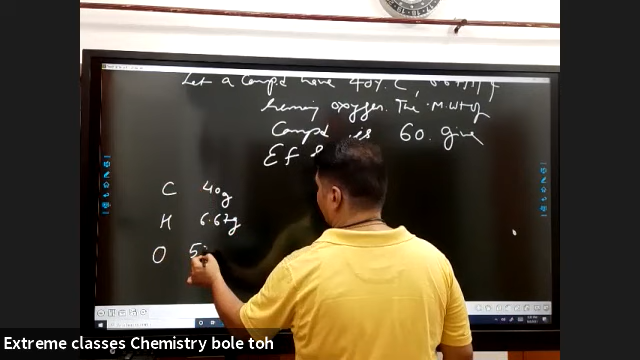 Let a Compd have 40% C,
oxygen. The M.Wt of
Compd is 60. give
Ef
C 40g
H 6.67g
O 5
Extreme classes Chemistry bole toh